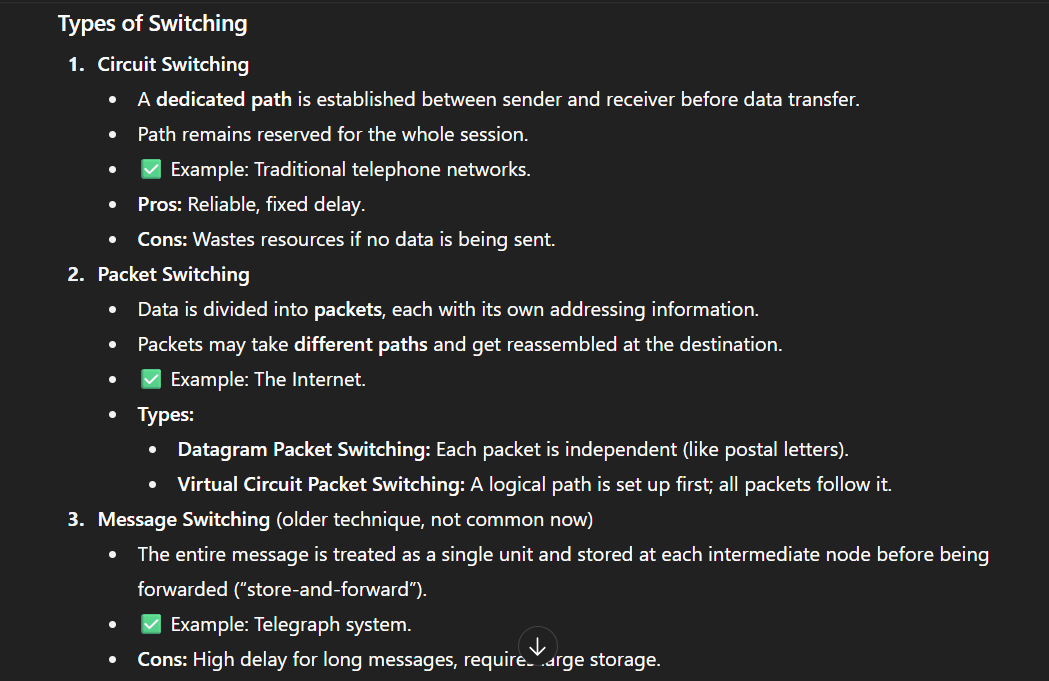 Types of Switching
1. Circuit Switching
• A dedicated path is established between sender and receiver before data transfer.
• Path remains reserved for the whole session.
• ✅ Example: Traditional telephone networks.
• Pros: Reliable, fixed delay.
• Cons: Wastes resources if no data is being sent.
2. Packet Switching
• Data is divided into packets, each with its own addressing information.
• Packets may take different paths and get reassembled at the destination.
• ✅ Example: The Internet.
• Types:
• Datagram Packet Switching: Each packet is independent (like postal letters).
• Virtual Circuit Packet Switching: A logical path is set up first; all packets follow it.
3. Message Switching (older technique, not common now)
• The entire message is treated as a single unit and stored at each intermediate node before being
forwarded (“store-and-forward”).
• ✅ Example: Telegraph system.
• Cons: High delay for long messages, requires large storage.